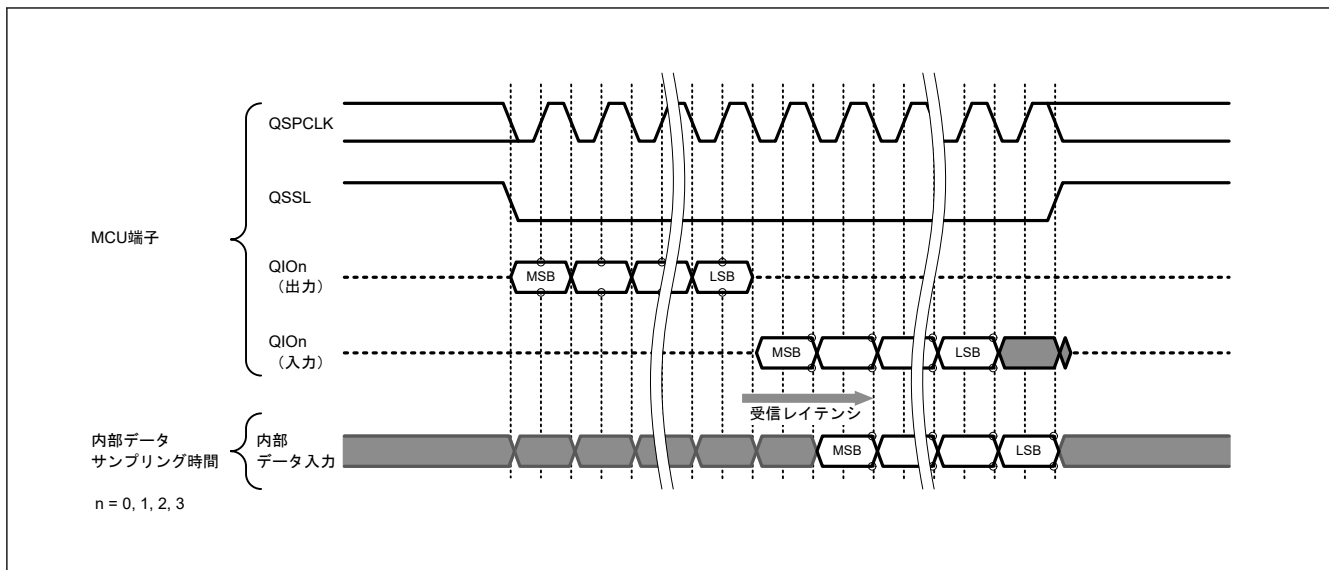 QSPCLK
QSSL
MCU端子
QIOn
（出力）
MSB
LSB
QIOn
（入力）
MSB
LSB
受信レイテンシ
内部データ
サンプリング時間
内部
データ入力
MSB
LSB
n = 0, 1, 2, 3